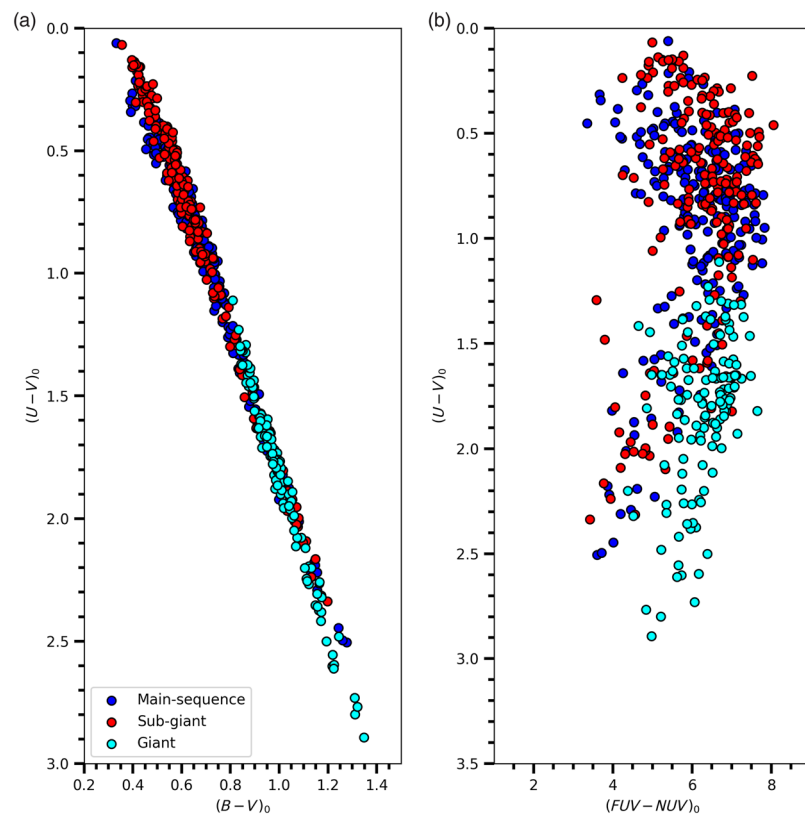 (a)
(b)
0.0
0.5
1.0
1.5
2.0
2.5
3.0
(U − V)₀
0.2
0.4
0.6
0.8
1.0
1.2
1.4
(B − V)₀
Main-sequence
Sub-giant
Giant
0.0
0.5
1.0
1.5
2.0
2.5
3.0
3.5
(U − V)₀
2
4
6
8
(FUV − NUV)₀